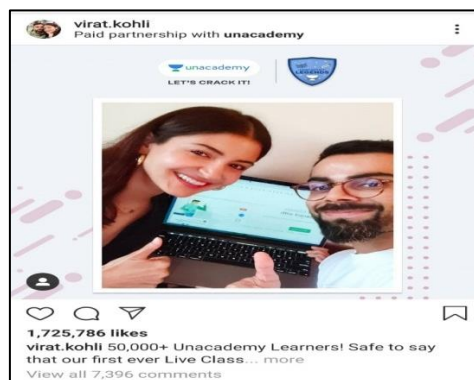 virat.kohli
Paid partnership with unacademy
unacademy
LET'S CRACK IT!
LEGENDS
1,725,786 likes
virat.kohli 50,000+ Unacademy Learners! Safe to say
that our first ever Live Class... more
View all 7,396 comments